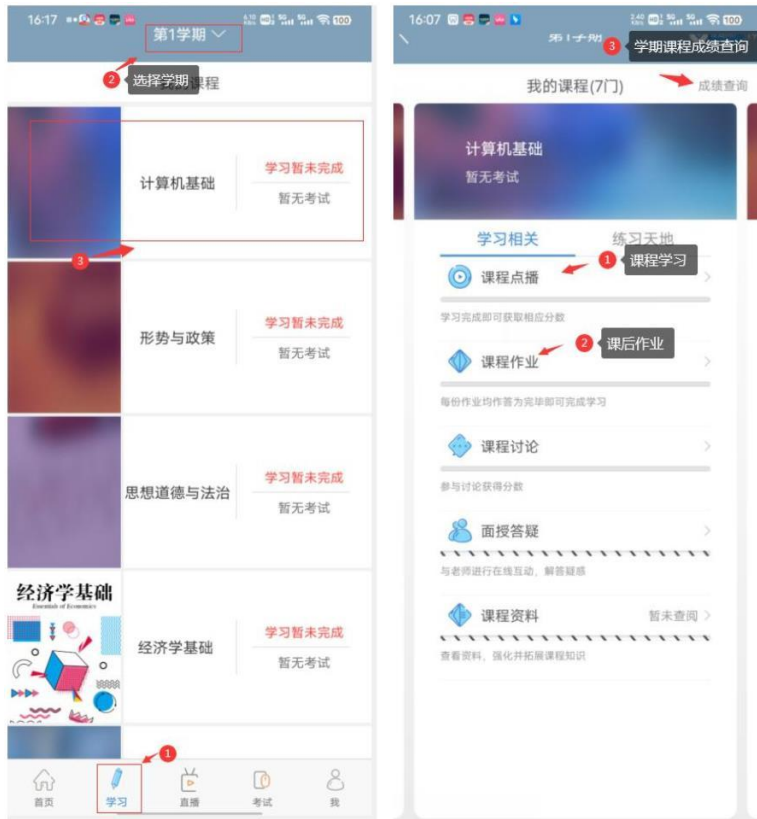 16:17
100
第1学期
2 选择学期
计算机基础
学习暂未完成
暂无考试
3
形势与政策
学习暂未完成
暂无考试
思想道德与法治
学习暂未完成
暂无考试
经济学基础
Essentials of Economics
经济学基础
学习暂未完成
暂无考试
1
首页
学习
直播
考试
我
16:07
100
3 学期课程成绩查询
我的课程(7门)
成绩查询
计算机基础
暂无考试
学习相关
练习天地
1 课程学习
课程点播
学习完成即可获取相应分数
2 课后作业
课程作业
每份作业均作答为完毕即可完成学习
课程讨论
参与讨论获得分数
面授答疑
与老师进行在线互动，解答疑惑
课程资料
暂未查阅
查看资料，强化并拓展课程知识